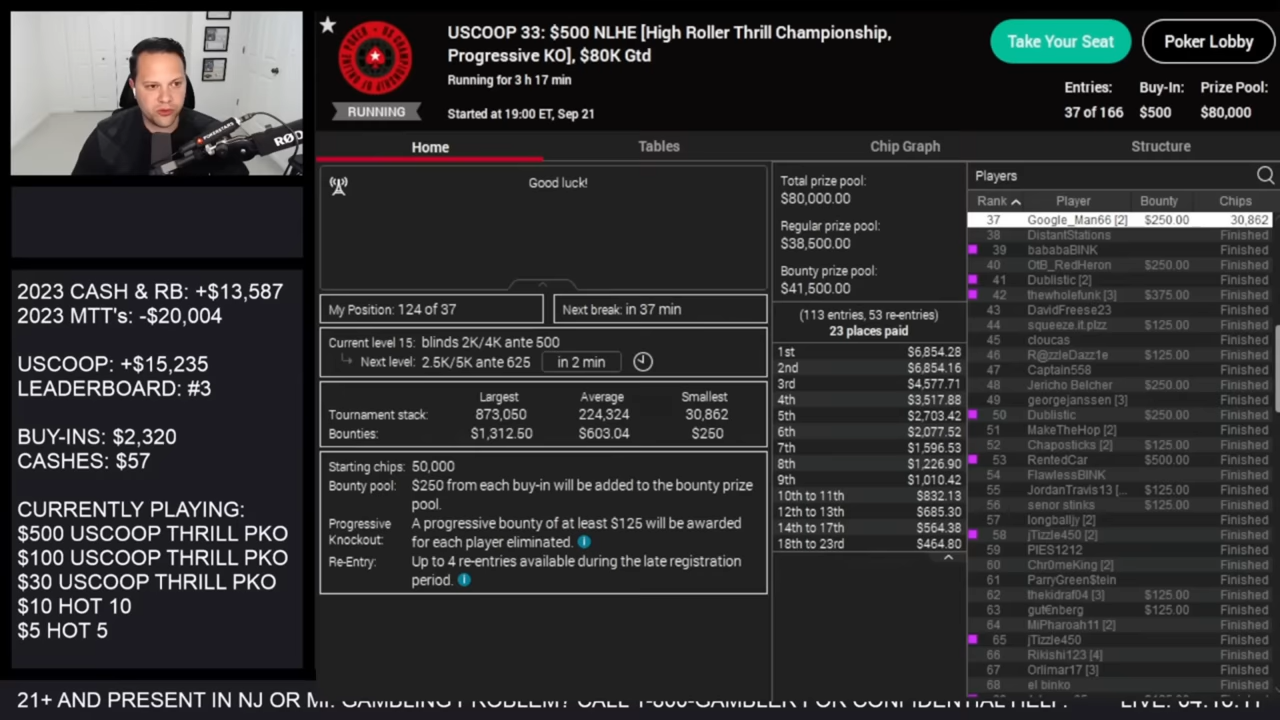 USCOOP 33: $500 NLHE [High Roller Thrill Championship,
Progressive KO], $80K Gtd
Running for 3 h 17 min
RUNNING
Started at 19:00 ET, Sep 21
Take Your Seat
Poker Lobby
Entries: Buy-In: Prize Pool:
37 of 166 $500 $80,000
Home Tables Chip Graph Structure
Good luck!
My Position: 124 of 37
Next break: in 37 min
Current level 15: blinds 2K/4K ante 500
Next level: 2.5K/5K ante 625 in 2 min
Largest Average Smallest
Tournament stack: 873,050 224,324 30,862
Bounties: $1,312.50 $603.04 $250
Starting chips: 50,000
Bounty pool: $250 from each buy-in will be added to the bounty prize
pool.
Progressive Knockout: A progressive bounty of at least $125 will be awarded
for each player eliminated.
Re-Entry: Up to 4 re-entries available during the late registration
period.
Total prize pool:
$80,000.00
Regular prize pool:
$38,500.00
Bounty prize pool:
$41,500.00
(113 entries, 53 re-entries)
23 places paid
1st $6,854.28
2nd $6,854.16
3rd $4,577.71
4th $3,517.88
5th $2,703.42
6th $2,077.52
7th $1,596.53
8th $1,226.90
9th $1,010.42
10th to 11th $832.13
12th to 13th $685.30
14th to 17th $564.38
18th to 23rd $464.80
Players
Rank Player Bounty Chips
37 Google_Man66 [2] $250.00 30,862
38 DistantStations Finished
39 bababaBINK Finished
40 OtB_RedHeron $250.00 Finished
41 Dublistic [2] Finished
42 thewholefunk [3] $375.00 Finished
43 DavidFreese23 Finished
44 squeeze.it.plzz $125.00 Finished
45 cloucas Finished
46 R@zzleDazz1e $125.00 Finished
47 Captain558 Finished
48 Jericho Belcher $250.00 Finished
49 georgejanssen [3] Finished
50 Dublistic $250.00 Finished
51 MakeTheHop [2] Finished
52 Chaposticks [2] $125.00 Finished
53 RentedCar $500.00 Finished
54 FlawlessBINK Finished
55 JordanTravis13 [... $125.00 Finished
56 senor stinks $125.00 Finished
57 longballjy [2] Finished
58 jTizzle450 [2] Finished
59 PIES1212 Finished
60 Chr0meKing [2] Finished
61 ParryGreen$tein Finished
62 thekidraf04 [3] $125.00 Finished
63 gut€nberg $125.00 Finished
64 MiPharoah11 [2] Finished
65 jTizzle450 Finished
66 Rikishi123 [4] Finished
67 Orlimar17 [3] Finished
68 el binko Finished
RØD
2023 CASH & RB: +$13,587
2023 MTT's: -$20,004
USCOOP: +$15,235
LEADERBOARD: #3
BUY-INS: $2,320
CASHES: $57
CURRENTLY PLAYING:
$500 USCOOP THRILL PKO
$100 USCOOP THRILL PKO
$30 USCOOP THRILL PKO
$10 HOT 10
$5 HOT 5
21+ AND PRESENT IN NJ OR MI. GAMBLING PROBLEM? CALL 1-800-GAMBLER FOR CONFIDENTIAL HELP.